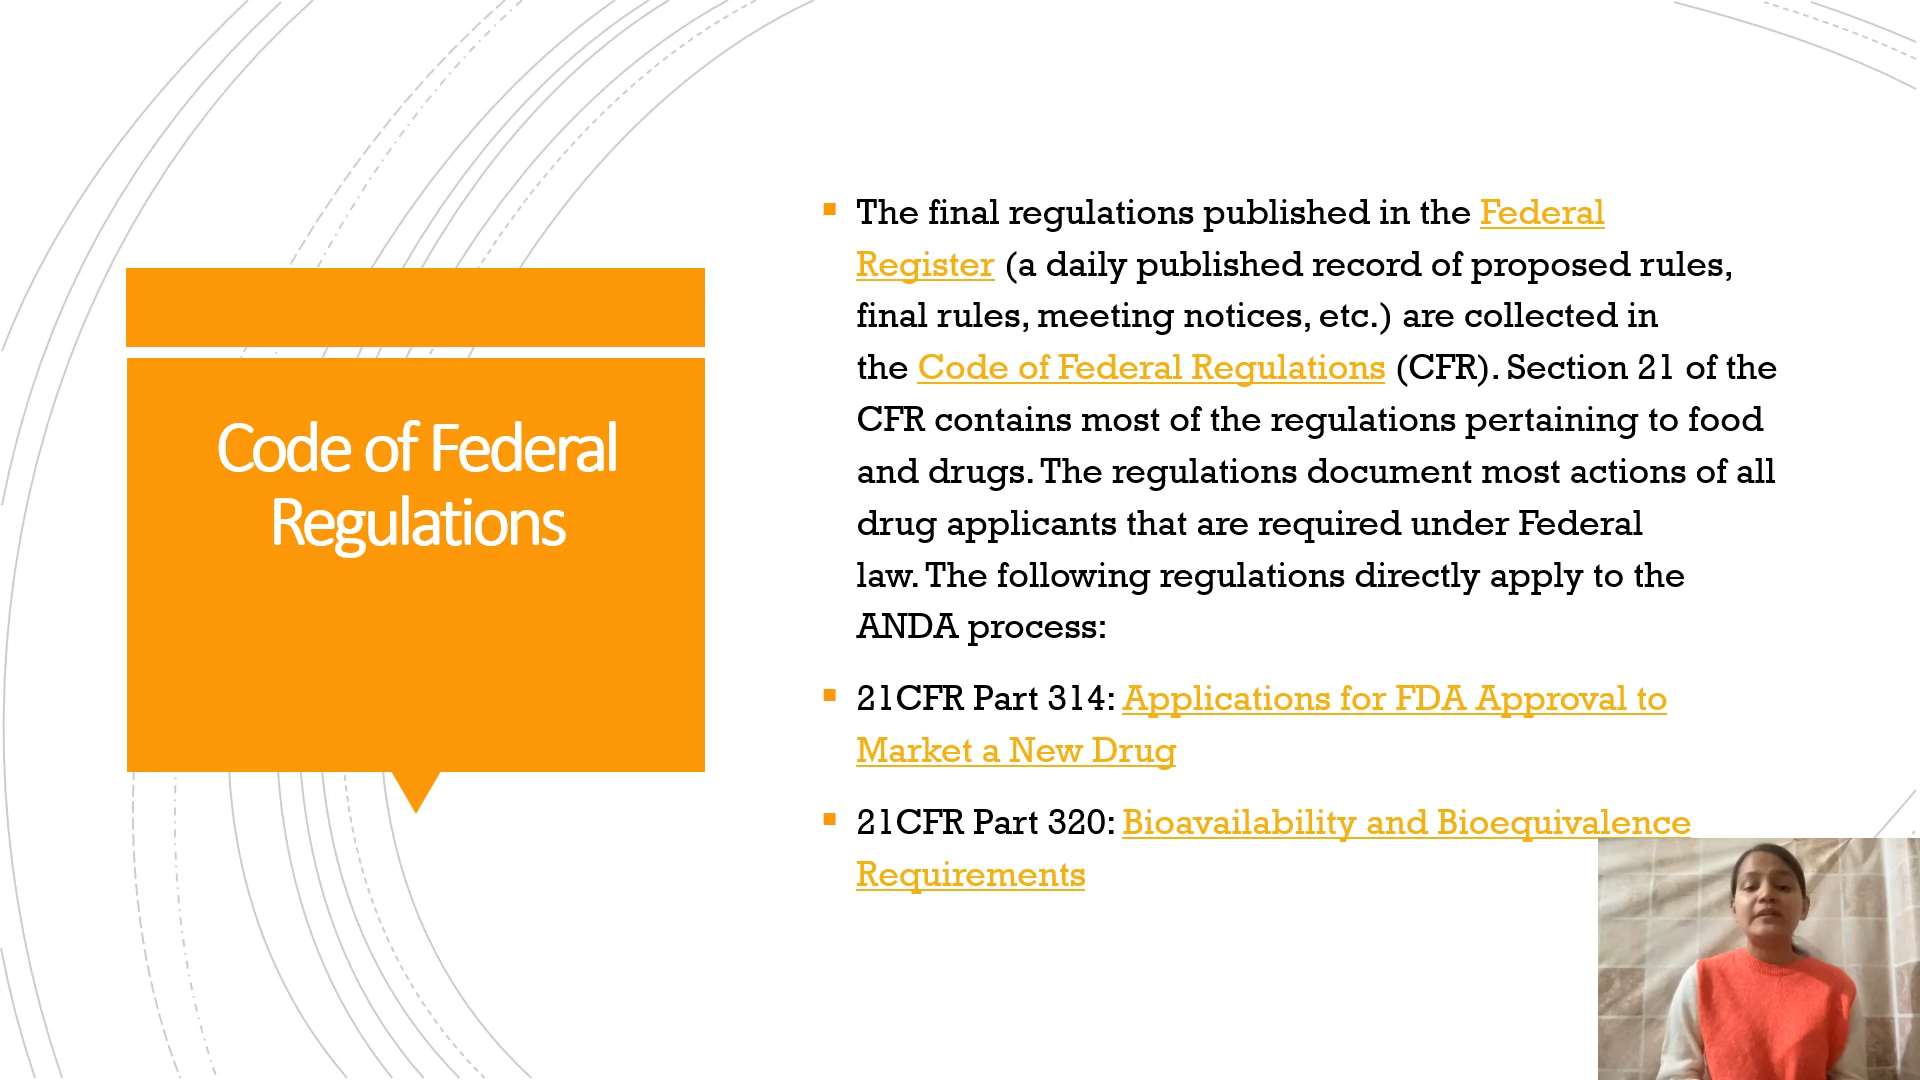 Code of Federal
Regulations
The final regulations published in the Federal
Register (a daily published record of proposed rules,
final rules, meeting notices, etc.) are collected in
the Code of Federal Regulations (CFR). Section 21 of the
CFR contains most of the regulations pertaining to food
and drugs. The regulations document most actions of all
drug applicants that are required under Federal
law. The following regulations directly apply to the
ANDA process:
21CFR Part 314: Applications for FDA Approval to
Market a New Drug
21CFR Part 320: Bioavailability and Bioequivalence
Requirements